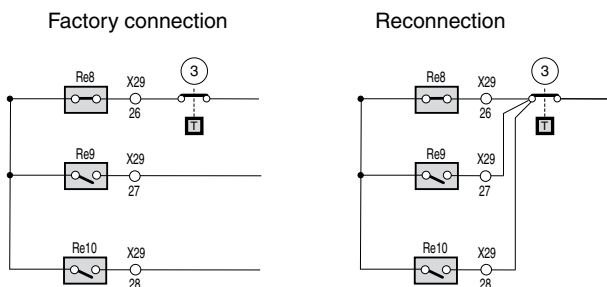 Factory connection
Reconnection
Re8 X29 3
26
T
Re9 X29
27
Re10 X29
28
Re8 X29 3
26
T
Re9 X29
27
Re10 X29
28